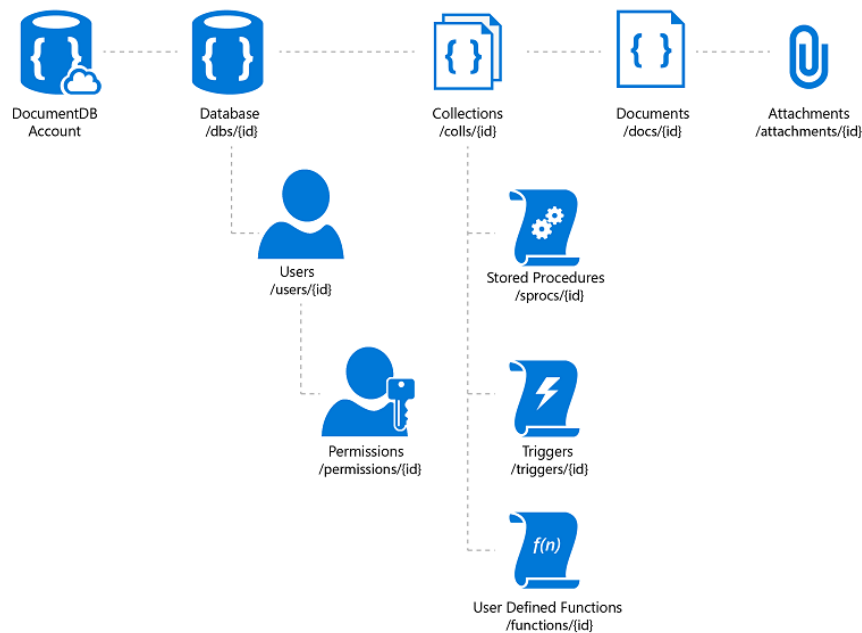 DocumentDB
Account
Database
/dbs/{id}
Collections
/colls/{id}
Documents
/docs/{id}
Attachments
/attachments/{id}
Users
/users/{id}
Stored Procedures
/sprocs/{id}
Permissions
/permissions/{id}
Triggers
/triggers/{id}
f(n)
User Defined Functions
/functions/{id}